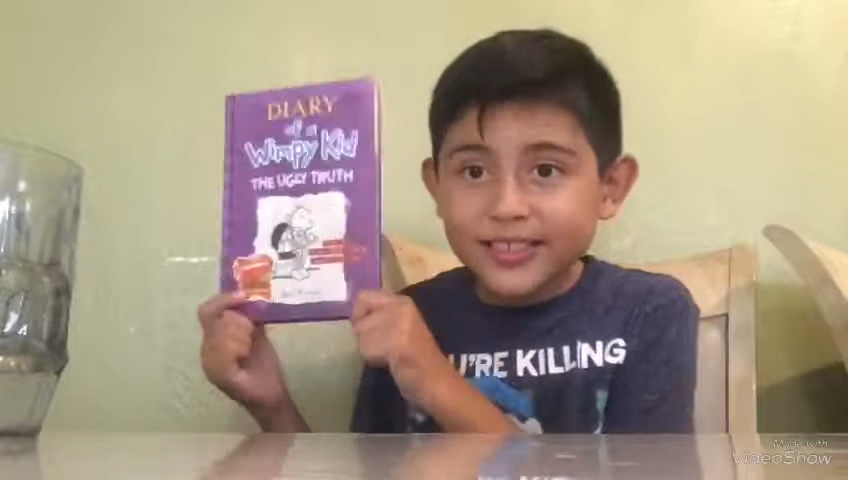 DIARY
of a
Wimpy Kid
THE UGLY TRUTH
U'RE KILLING
Made with
VideoShow